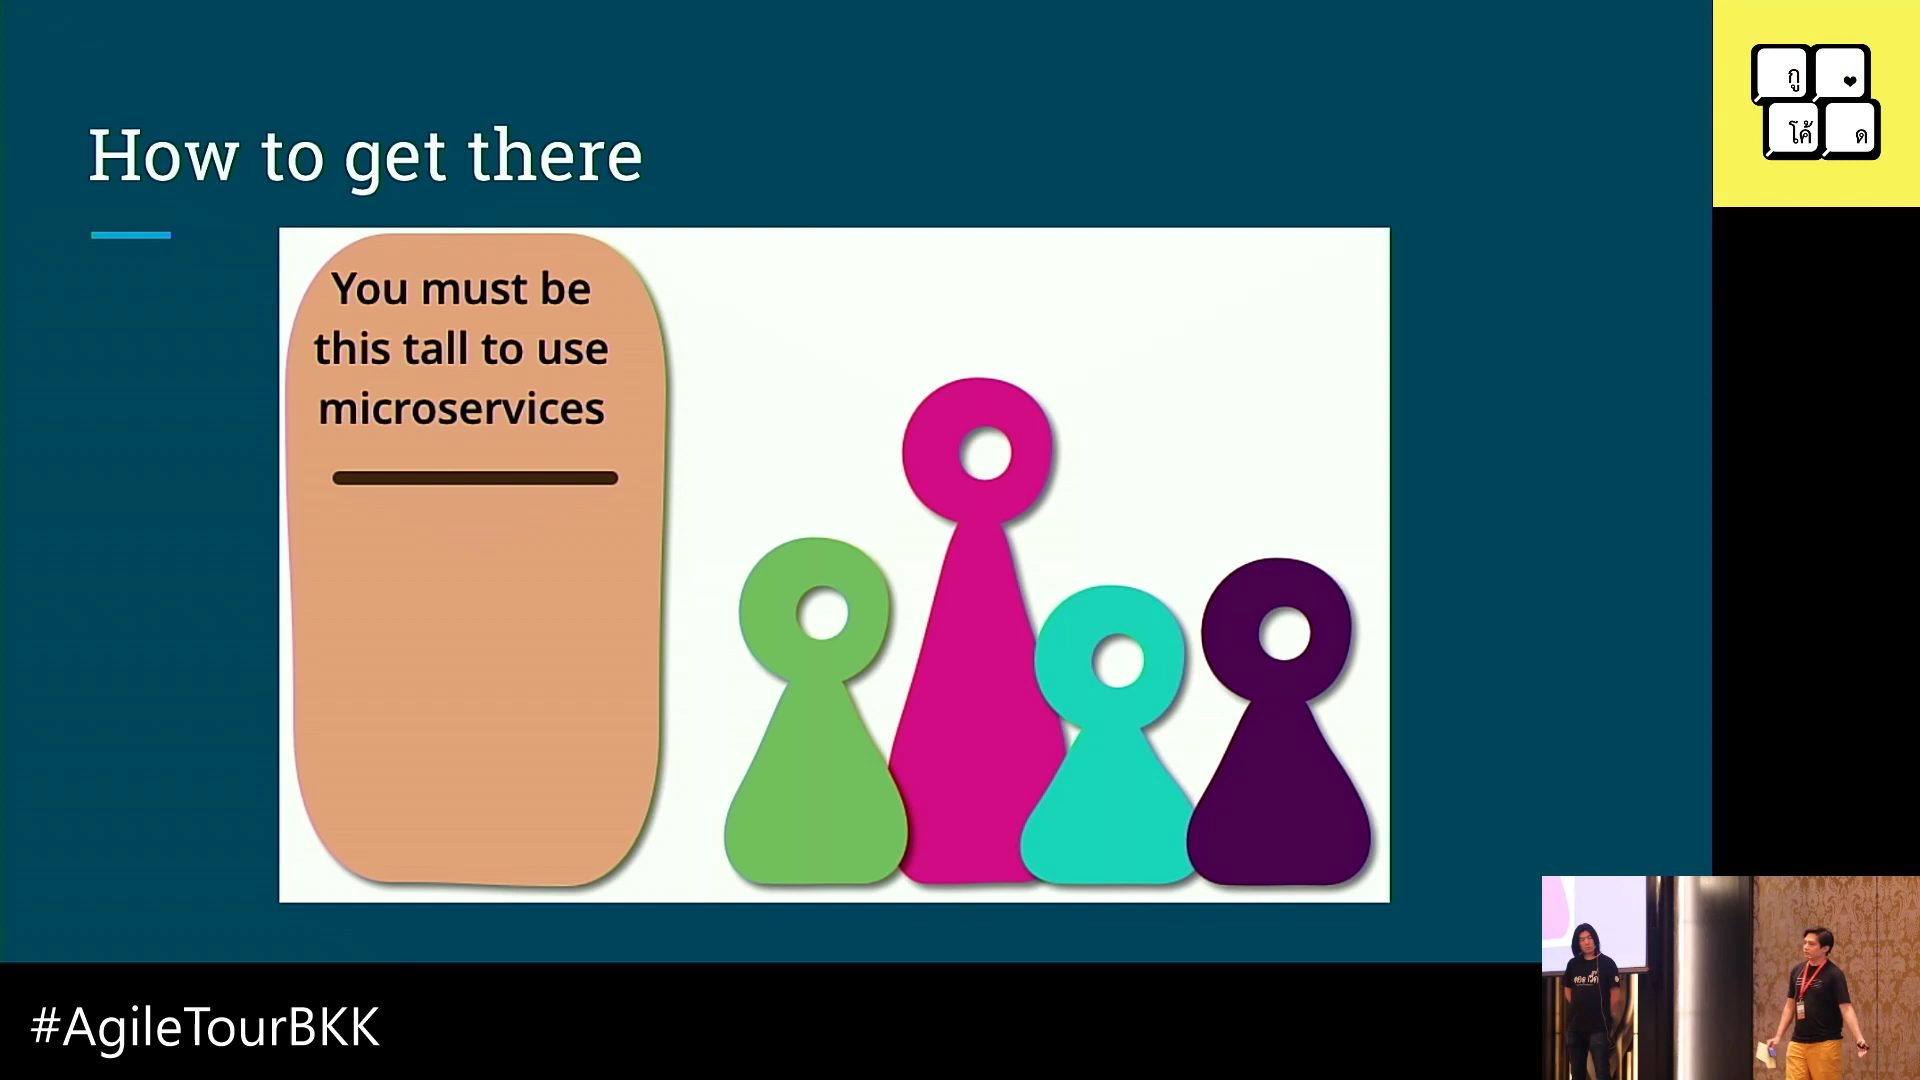 How to get there
You must be
this tall to use
microservices
กู ❤
โค้ ด
#AgileTourBKK